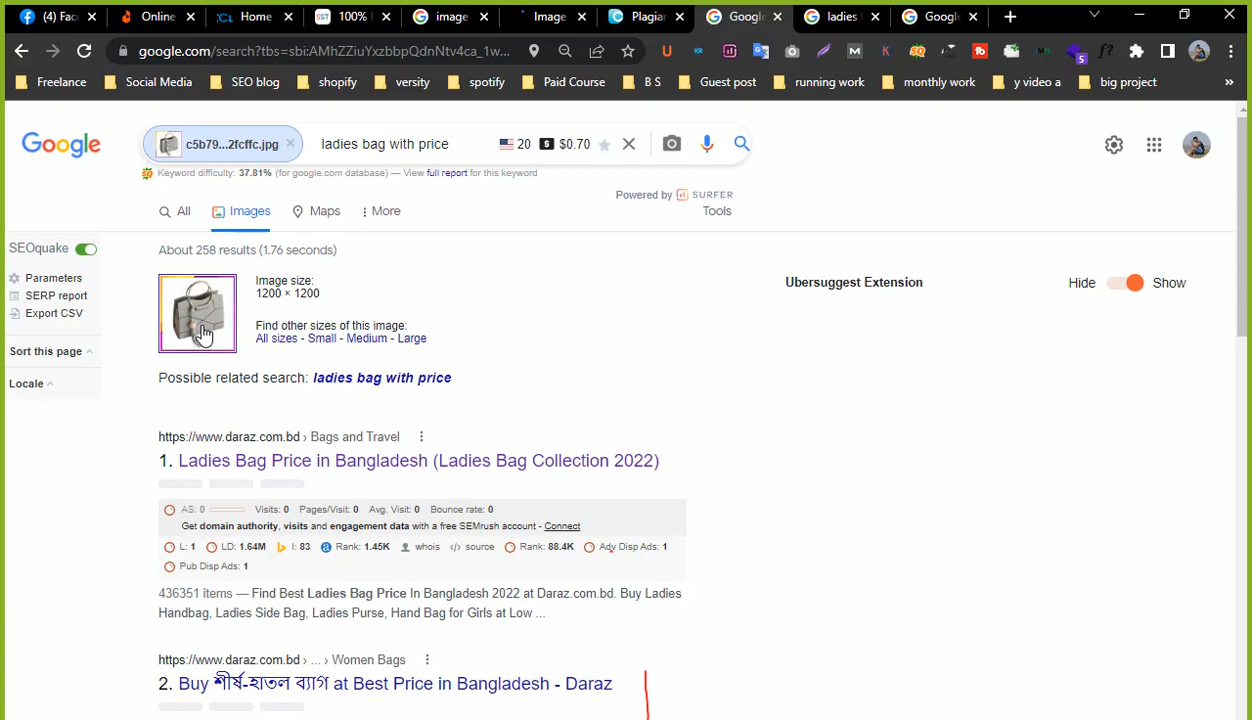 (4) Fac
Online
Home
100%
image
Image
Plagiar
Google
ladies
Google
google.com/search?tbs=sbi:AMhZZiuYxzbbpQdnNtv4ca_1w...
Freelance
Social Media
SEO blog
shopify
versity
spotify
Paid Course
B S
Guest post
running work
monthly work
y video a
big project
»
Google
c5b79...2fcffc.jpg
ladies bag with price
20
$0.70
Keyword difficulty: 37.81% (for google.com database) — View full report for this keyword
Powered by SURFER
All
Images
Maps
More
Tools
SEOquake
Parameters
SERP report
Export CSV
Sort this page
Locale
About 258 results (1.76 seconds)
Image size:
1200 × 1200
Find other sizes of this image:
All sizes - Small - Medium - Large
Ubersuggest Extension
Hide
Show
Possible related search: ladies bag with price
https://www.daraz.com.bd › Bags and Travel
1. Ladies Bag Price in Bangladesh (Ladies Bag Collection 2022)
AS: 0 Visits: 0 Pages/Visit: 0 Avg. Visit: 0 Bounce rate: 0
Get domain authority, visits and engagement data with a free SEMrush account - Connect
L: 1 LD: 1.64M I: 83 Rank: 1.45K whois source Rank: 88.4K Adv Disp Ads: 1
Pub Disp Ads: 1
436351 items — Find Best Ladies Bag Price In Bangladesh 2022 at Daraz.com.bd. Buy Ladies
Handbag, Ladies Side Bag, Ladies Purse, Hand Bag for Girls at Low ...
https://www.daraz.com.bd › ... › Women Bags
2. Buy শীর্ষ-হাতল ব্যাগ at Best Price in Bangladesh - Daraz